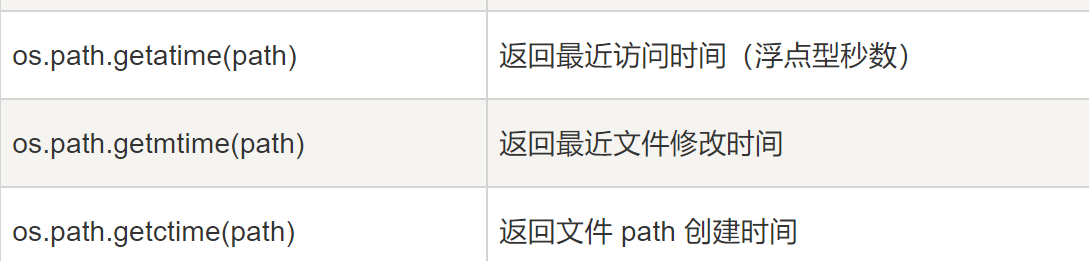 os.path.getatime(path) 返回最近访问时间（浮点型秒数）
os.path.getmtime(path) 返回最近文件修改时间
os.path.getctime(path) 返回文件 path 创建时间